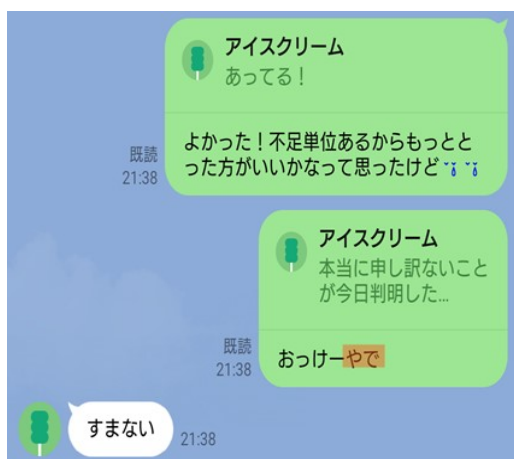 アイスクリーム
あってる！
よかった！不足単位あるからもっとと
った方がいいかなって思ったけど
既読
21:38
アイスクリーム
本当に申し訳ないこと
が今日判明した...
おっけーやで
既読
21:38
すまない
21:38